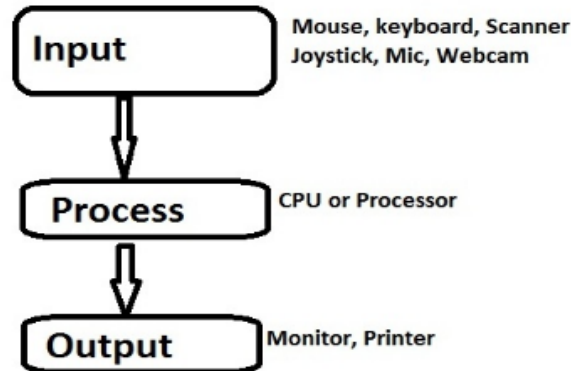 Input
Mouse, keyboard, Scanner
Joystick, Mic, Webcam
Process
CPU or Processor
Output
Monitor, Printer